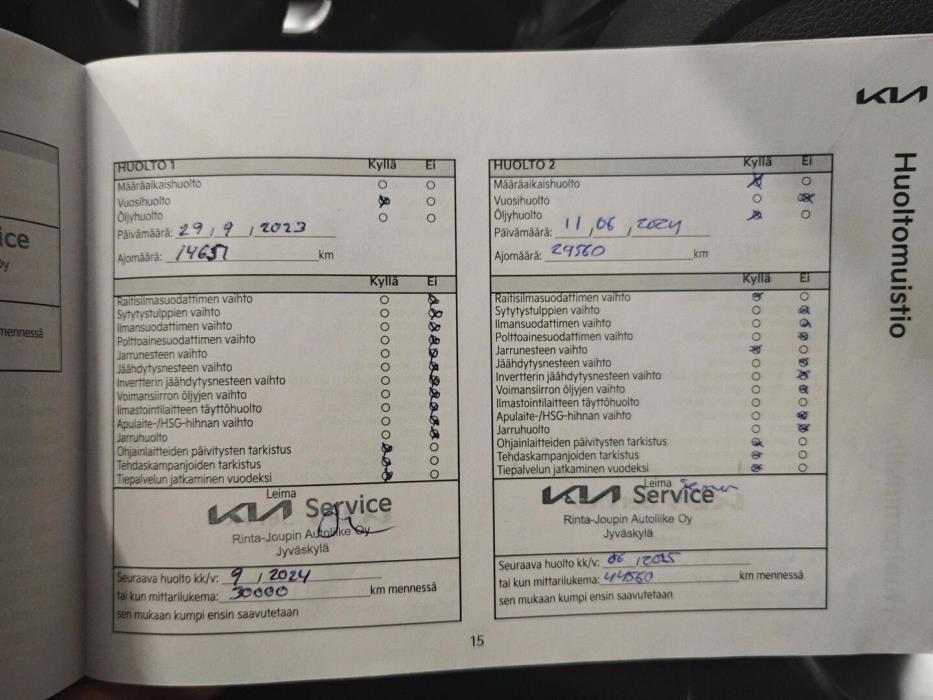 ice
Oy
mennessä
KIA
Huoltomuistio
HUOLTO 1 Kyllä Ei
Määräaikaishuolto
Vuosihuolto
Öljyhuolto
Päivämäärä: 29 / 9 / 2023
Ajomäärä: 14657 km
Kyllä Ei
Raitisilmasuodattimen vaihto
Sytytystulppien vaihto
Ilmansuodattimen vaihto
Polttoainesuodattimen vaihto
Jarrunesteen vaihto
Jäähdytysnesteen vaihto
Invertterin jäähdytysnesteen vaihto
Voimansiirron öljyjen vaihto
Ilmastointilaitteen täyttöhuolto
Apulaite-/HSG-hihnan vaihto
Jarruhuolto
Ohjainlaitteiden päivitysten tarkistus
Tehdaskampanjoiden tarkistus
Tiepalvelun jatkaminen vuodeksi
Leima
KIA Service
Rinta-Joupin Autoliike Oy
Jyväskylä
Seuraava huolto kk/v: 9 / 2024
tai kun mittarilukema: 30000 km mennessä
sen mukaan kumpi ensin saavutetaan
HUOLTO 2 Kyllä Ei
Määräaikaishuolto
Vuosihuolto
Öljyhuolto
Päivämäärä: 11 / 06 / 2024
Ajomäärä: 29560 km
Kyllä Ei
Raitisilmasuodattimen vaihto
Sytytystulppien vaihto
Ilmansuodattimen vaihto
Polttoainesuodattimen vaihto
Jarrunesteen vaihto
Jäähdytysnesteen vaihto
Invertterin jäähdytysnesteen vaihto
Voimansiirron öljyjen vaihto
Ilmastointilaitteen täyttöhuolto
Apulaite-/HSG-hihnan vaihto
Jarruhuolto
Ohjainlaitteiden päivitysten tarkistus
Tehdaskampanjoiden tarkistus
Tiepalvelun jatkaminen vuodeksi
Leima
KIA Service
Rinta-Joupin Autoliike Oy
Jyväskylä
Seuraava huolto kk/v: 06 / 2025
tai kun mittarilukema: 44560 km mennessä
sen mukaan kumpi ensin saavutetaan
15